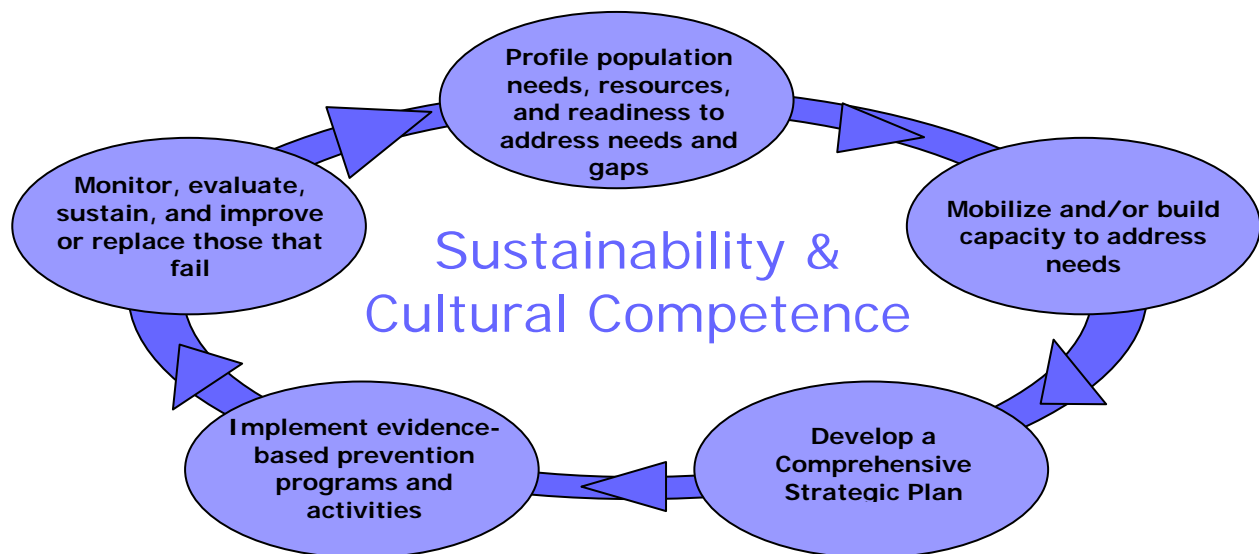 Profile population
needs, resources,
and readiness to
address needs and
gaps
Mobilize and/or build
capacity to address
needs
Develop a
Comprehensive
Strategic Plan
Implement evidence-
based prevention
programs and
activities
Monitor, evaluate,
sustain, and improve
or replace those that
fail
Sustainability &
Cultural Competence